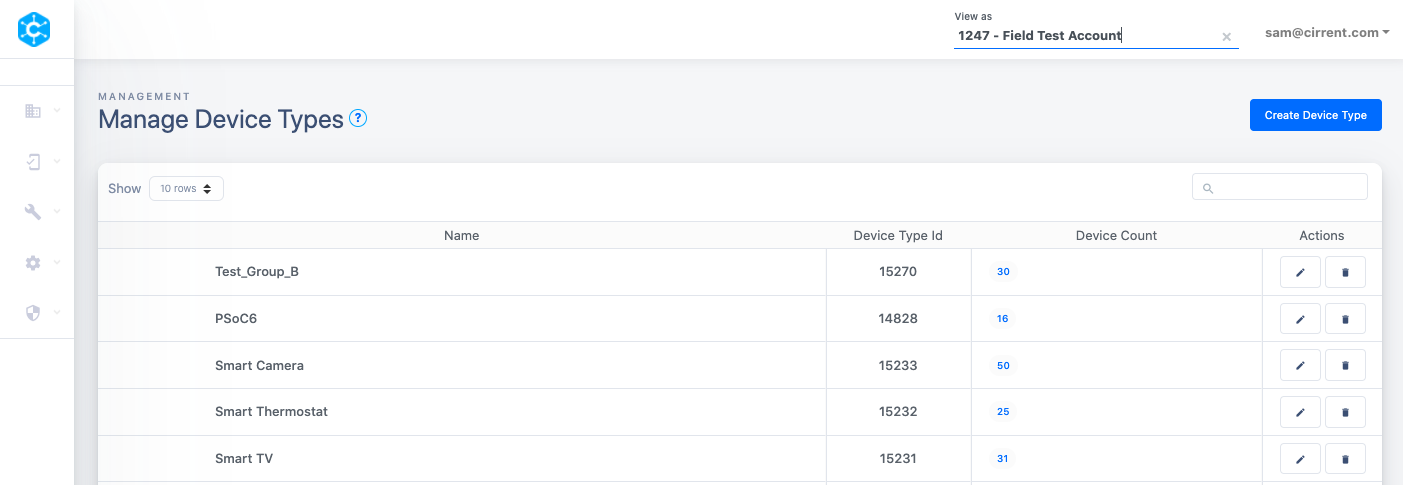 View as
1247 - Field Test Account
sam@cirrent.com
MANAGEMENT
Manage Device Types ?
Create Device Type
Show 10 rows
Name Device Type Id Device Count Actions
Test_Group_B 15270 30
PSoC6 14828 16
Smart Camera 15233 50
Smart Thermostat 15232 25
Smart TV 15231 31